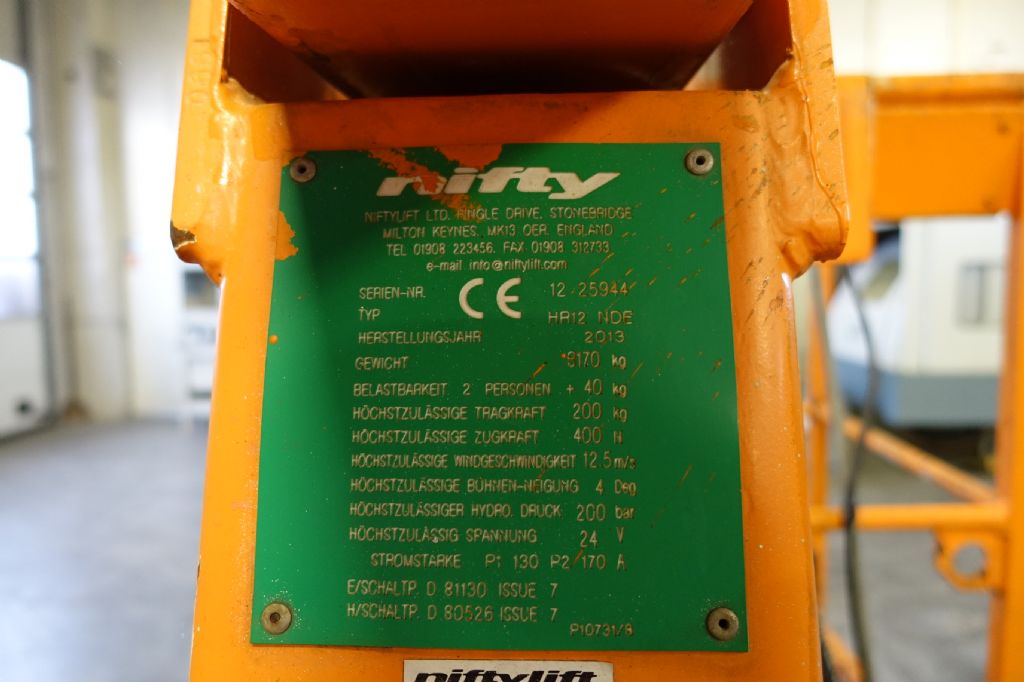 nifty
NIFTYLIFT LTD. FINGLE DRIVE. STONEBRIDGE
MILTON KEYNES. MK13 OER. ENGLAND
TEL 01908 223456. FAX 01908 312733
e-mail info@niftylift.com
SERIEN-NR. CE 12-25944
TYP HR12 NDE
HERSTELLUNGSJAHR 2013
GEWICHT kg
BELASTBARKEIT. 2 PERSONEN + 40 kg
HÖCHSTZULÄSSIGE TRAGKRAFT 200 kg
HÖCHSTZULÄSSIGE ZUGKRAFT 400 N
HÖCHSTZULÄSSIGE WINDGESCHWINDIGKEIT 12.5 m/s
HÖCHSTZULÄSSIGE BÜHNEN-NEIGUNG 4 Deg
HÖCHSTZULÄSSIGER HYDRO. DRUCK 200 bar
HÖCHSTZULÄSSIG SPANNUNG 24 V
STROMSTARKE P1 130 P2 170 A
E/SCHALTP. D 81130 ISSUE 7
H/SCHALTP. D 80526 ISSUE 7
P10731/8
niftylift